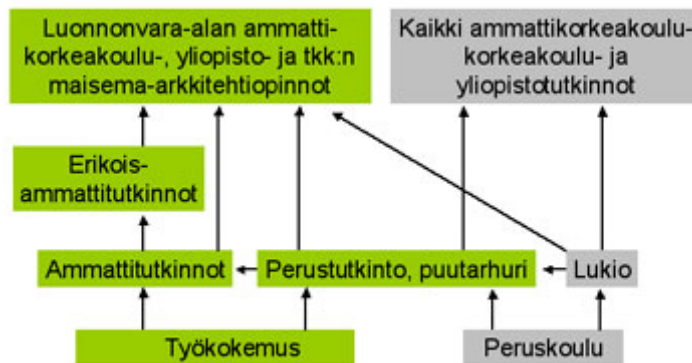 Luonnonvara-alan ammatti-
korkeakoulu-, yliopisto- ja tkk:n
maisema-arkkitehtiopinnot
Kaikki ammattikorkeakoulu-
korkeakoulu- ja
yliopistotutkinnot
Erikois-
ammattitutkinnot
Ammattitutkinnot
Perustutkinto, puutarhuri
Lukio
Työkokemus
Peruskoulu